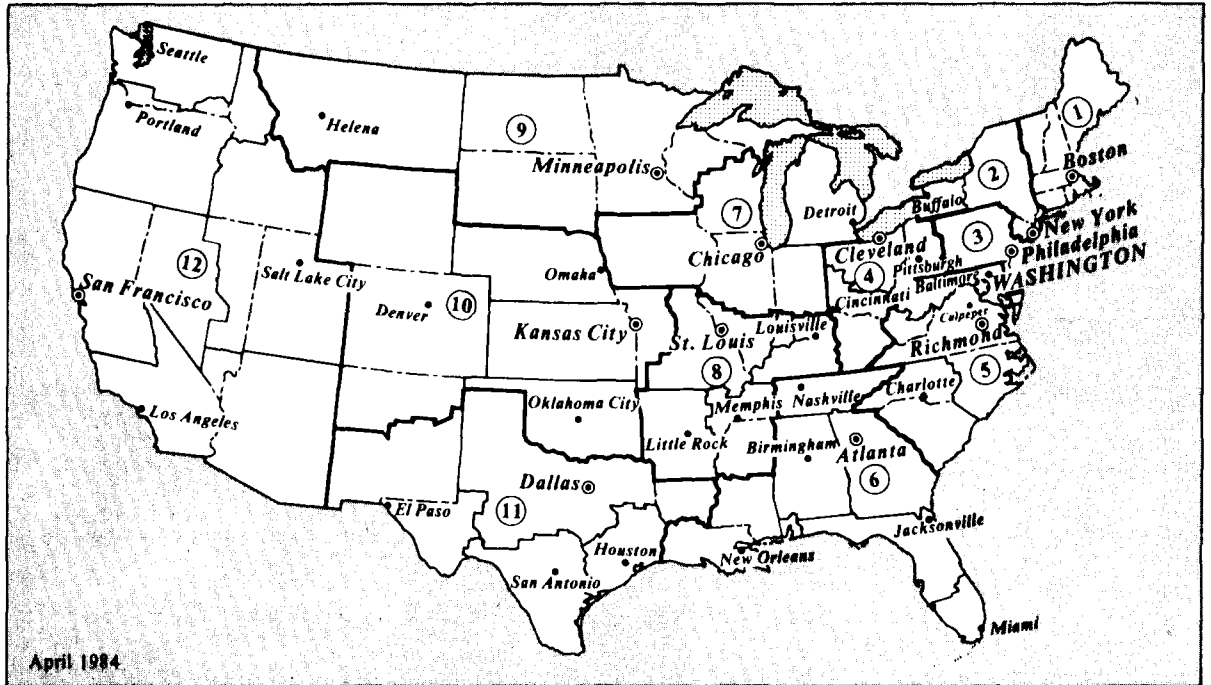 Seattle
Portland
Helena
9
Minneapolis
1
Boston
2
Buffalo
7
Detroit
3
New York
Philadelphia
Cleveland
Chicago
4
Pittsburgh
WASHINGTON
Cincinnati
Baltimore
12
Salt Lake City
Omaha
San Francisco
Denver
10
Kansas City
St. Louis
Louisville
Culpeper
Richmond
8
5
Charlotte
Memphis
Nashville
Los Angeles
Oklahoma City
Little Rock
Birmingham
Atlanta
6
Dallas
El Paso
11
Jacksonville
Houston
New Orleans
San Antonio
Miami
April 1984